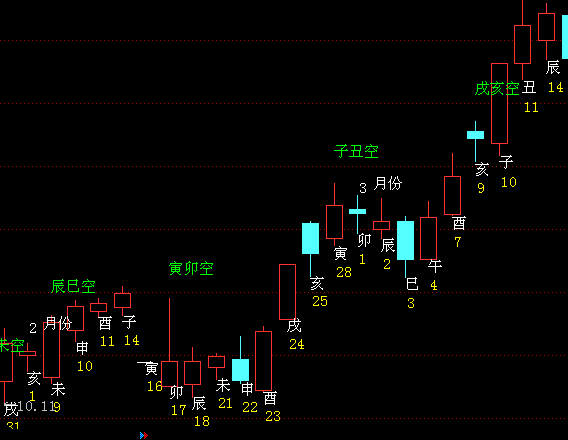 戌亥空
辰
14
丑
11
子
10
亥
9
子丑空
3 月份
酉
7
寅
28
卯
1
辰
2
巳
3
午
4
亥
25
戌
24
辰巳空
寅卯空
2 月份
未空
申
10
酉
11
子
14
亥
1
未
9
戌
31
10.11
寅
16
卯
17
辰
18
未
21
申
22
酉
23